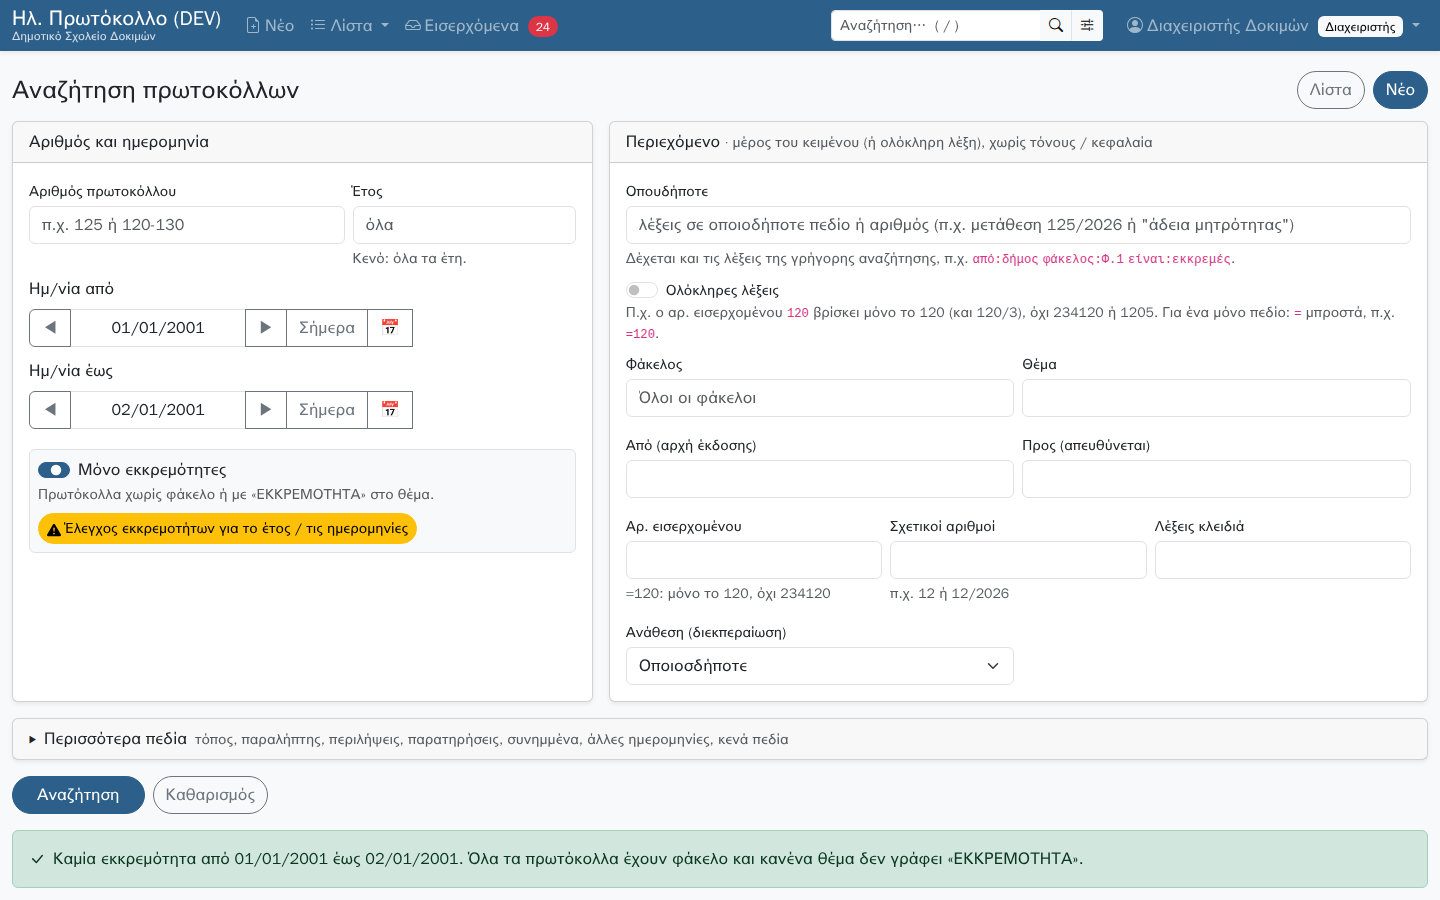 Ηλ. Πρωτόκολλο (DEV)
Δημοτικό Σχολείο Δοκιμών
Νέο
Λίστα
Εισερχόμενα 24
Αναζήτηση… ( / )
Διαχειριστής Δοκιμών Διαχειριστής
Αναζήτηση πρωτοκόλλων
Λίστα
Νέο
Αριθμός και ημερομηνία
Αριθμός πρωτοκόλλου
Έτος
π.χ. 125 ή 120-130
όλα
Κενό: όλα τα έτη.
Ημ/νία από
01/01/2001
Σήμερα
Ημ/νία έως
02/01/2001
Σήμερα
Μόνο εκκρεμότητες
Πρωτόκολλα χωρίς φάκελο ή με «ΕΚΚΡΕΜΟΤΗΤΑ» στο θέμα.
Έλεγχος εκκρεμοτήτων για το έτος / τις ημερομηνίες
Περιεχόμενο · μέρος του κειμένου (ή ολόκληρη λέξη), χωρίς τόνους / κεφαλαία
Οπουδήποτε
λέξεις σε οποιοδήποτε πεδίο ή αριθμός (π.χ. μετάθεση 125/2026 ή "άδεια μητρότητας")
Δέχεται και τις λέξεις της γρήγορης αναζήτησης, π.χ. από:δήμος φάκελος:Φ.1 είναι:εκκρεμές.
Ολόκληρες λέξεις
Π.χ. ο αρ. εισερχομένου 120 βρίσκει μόνο το 120 (και 120/3), όχι 234120 ή 1205. Για ένα μόνο πεδίο: = μπροστά, π.χ.
=120.
Φάκελος
Θέμα
Όλοι οι φάκελοι
Από (αρχή έκδοσης)
Προς (απευθύνεται)
Αρ. εισερχομένου
Σχετικοί αριθμοί
Λέξεις κλειδιά
=120: μόνο το 120, όχι 234120
π.χ. 12 ή 12/2026
Ανάθεση (διεκπεραίωση)
Οποιοσδήποτε
Περισσότερα πεδία τόπος, παραλήπτης, περιλήψεις, παρατηρήσεις, συνημμένα, άλλες ημερομηνίες, κενά πεδία
Αναζήτηση
Καθαρισμός
Καμία εκκρεμότητα από 01/01/2001 έως 02/01/2001. Όλα τα πρωτόκολλα έχουν φάκελο και κανένα θέμα δεν γράφει «ΕΚΚΡΕΜΟΤΗΤΑ».